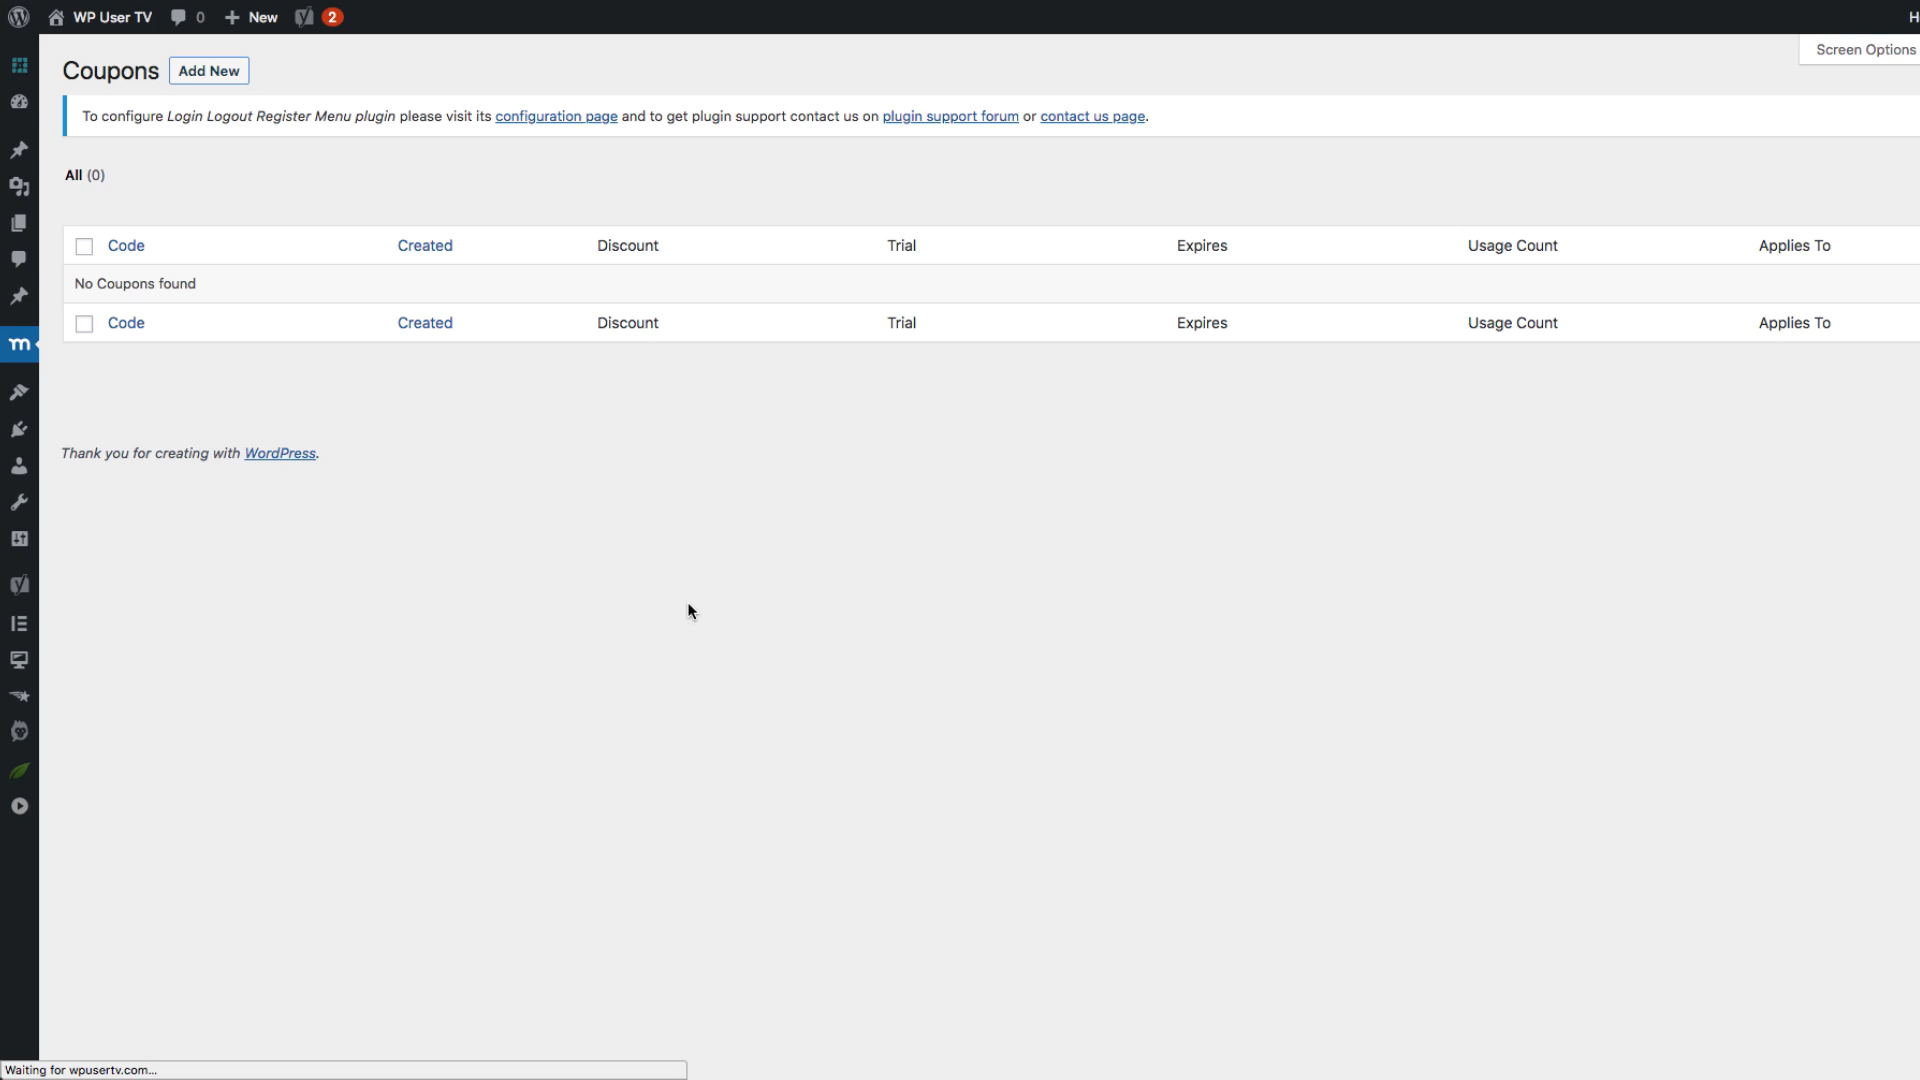 WP User TV 0 New 2
Screen Options
Coupons Add New
To configure Login Logout Register Menu plugin please visit its configuration page and to get plugin support contact us on plugin support forum or contact us page.
All (0)
Code Created Discount Trial Expires Usage Count Applies To
No Coupons found
Code Created Discount Trial Expires Usage Count Applies To
Thank you for creating with WordPress.
Waiting for wpusertv.com...